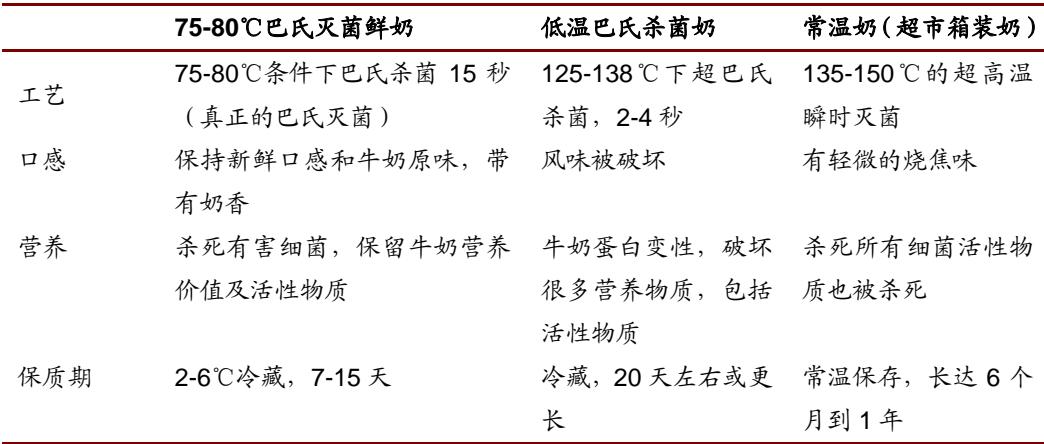 75-80℃巴氏灭菌鲜奶 低温巴氏杀菌奶 常温奶（超市箱装奶）
工艺 75-80℃条件下巴氏杀菌 15 秒 125-138℃下超巴氏 135-150℃的超高温
（真正的巴氏灭菌） 杀菌，2-4 秒 瞬时灭菌
口感 保持新鲜口感和牛奶原味，带 风味被破坏 有轻微的烧焦味
有奶香
营养 杀死有害细菌，保留牛奶营养 牛奶蛋白变性，破坏 杀死所有细菌活性物
价值及活性物质 很多营养物质，包括 质也被杀死
活性物质
保质期 2-6℃冷藏，7-15 天 冷藏，20 天左右或更 常温保存，长达 6 个
长 月到 1 年